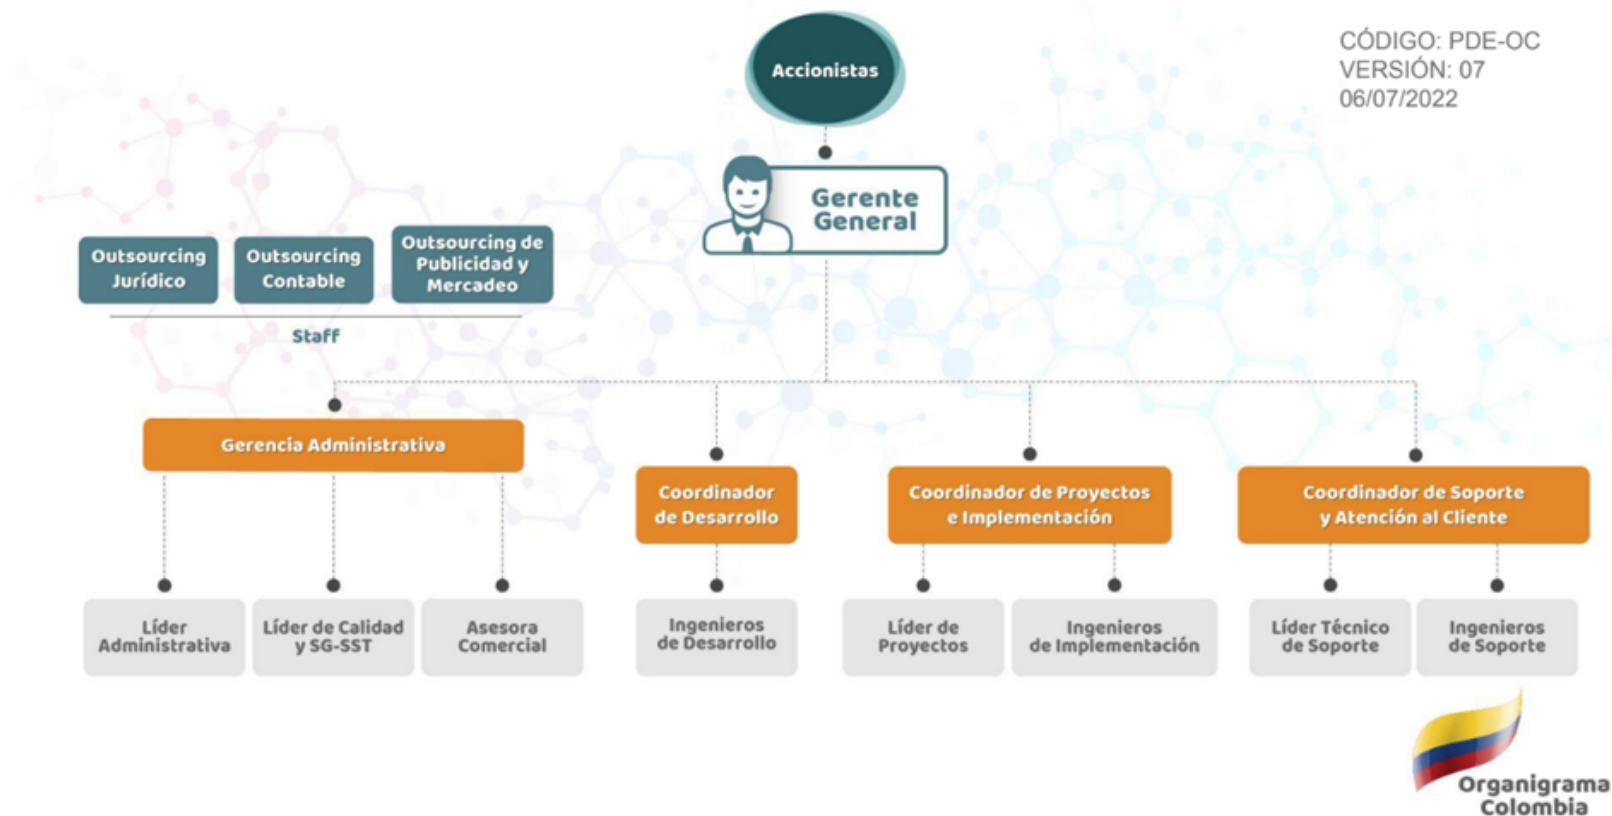 CÓDIGO: PDE-OC
VERSIÓN: 07
06/07/2022
Accionistas
Gerente
General
Outsourcing
Jurídico
Outsourcing
Contable
Outsourcing de
Publicidad y
Mercadeo
Staff
Gerencia Administrativa
Coordinador
de Desarrollo
Coordinador de Proyectos
e Implementación
Coordinador de Soporte
y Atención al Cliente
Líder
Administrativa
Líder de Calidad
y SG-SST
Asesora
Comercial
Ingenieros
de Desarrollo
Líder de
Proyectos
Ingenieros
de Implementación
Líder Técnico
de Soporte
Ingenieros
de Soporte
Organigrama
Colombia